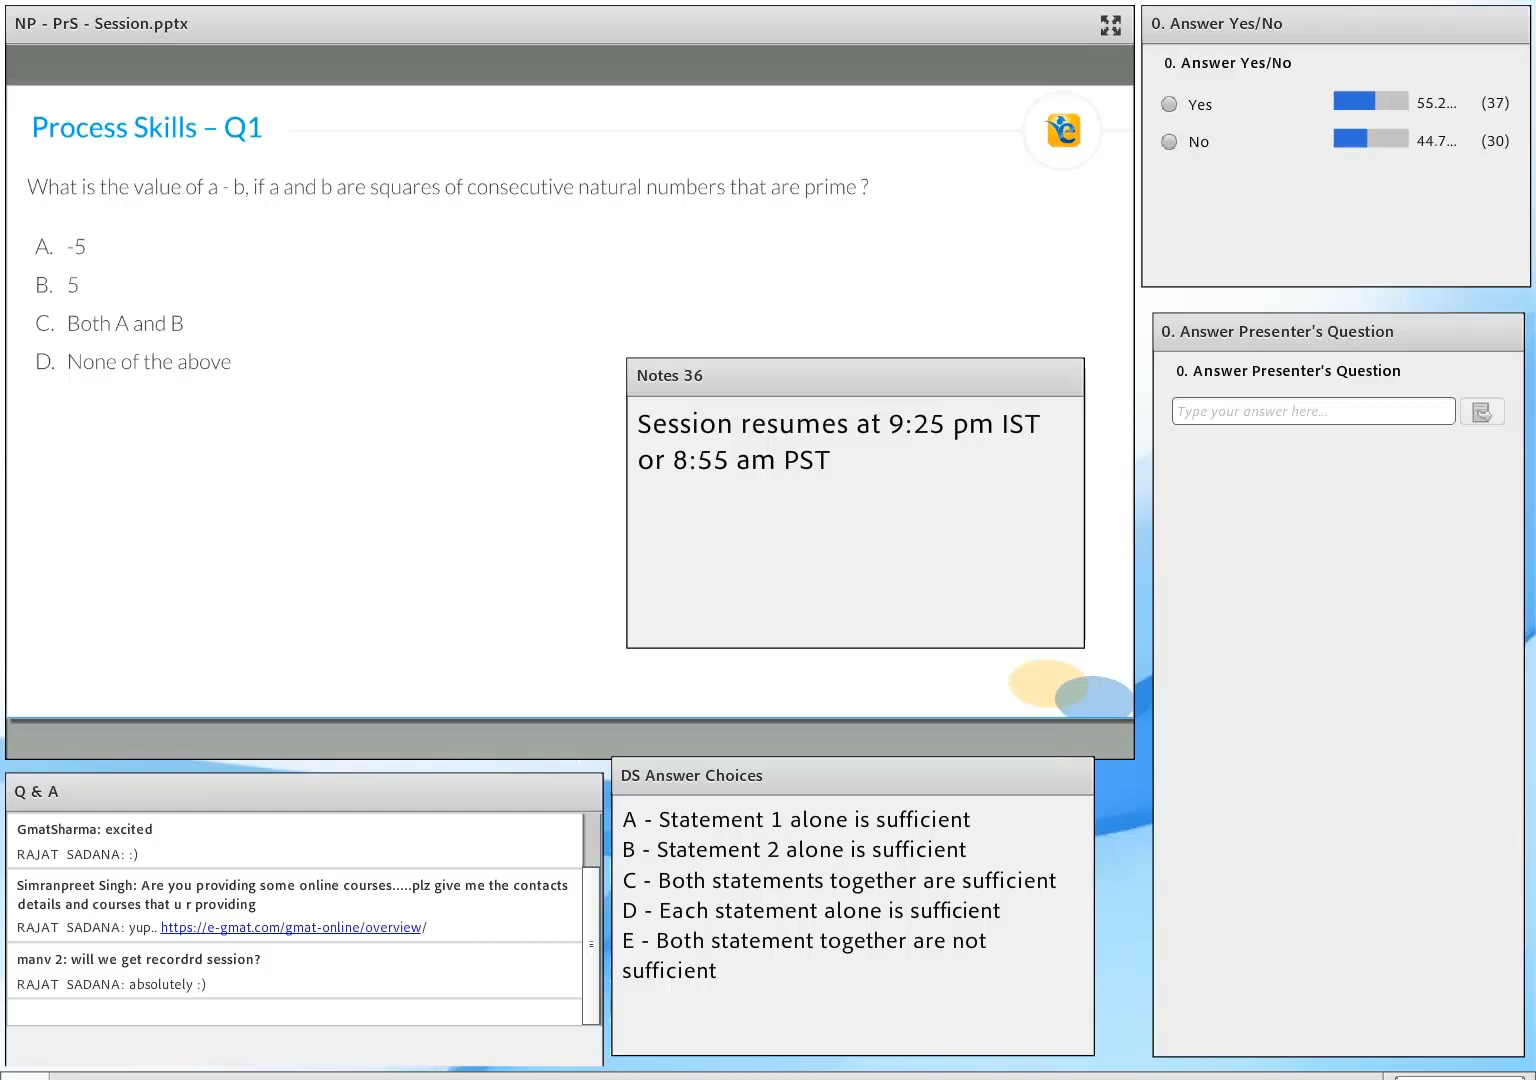 NP - PrS - Session.pptx
Process Skills – Q1
What is the value of a - b, if a and b are squares of consecutive natural numbers that are prime ?
A. -5
B. 5
C. Both A and B
D. None of the above
Notes 36
Session resumes at 9:25 pm IST
or 8:55 am PST
0. Answer Yes/No
0. Answer Yes/No
Yes 55.2... (37)
No 44.7... (30)
0. Answer Presenter's Question
0. Answer Presenter's Question
Type your answer here...
Q & A
GmatSharma: excited
RAJAT SADANA: :)
Simranpreet Singh: Are you providing some online courses.....plz give me the contacts
details and courses that u r providing
RAJAT SADANA: yup.. https://e-gmat.com/gmat-online/overview/
manv 2: will we get recordrd session?
RAJAT SADANA: absolutely :)
DS Answer Choices
A - Statement 1 alone is sufficient
B - Statement 2 alone is sufficient
C - Both statements together are sufficient
D - Each statement alone is sufficient
E - Both statement together are not
sufficient